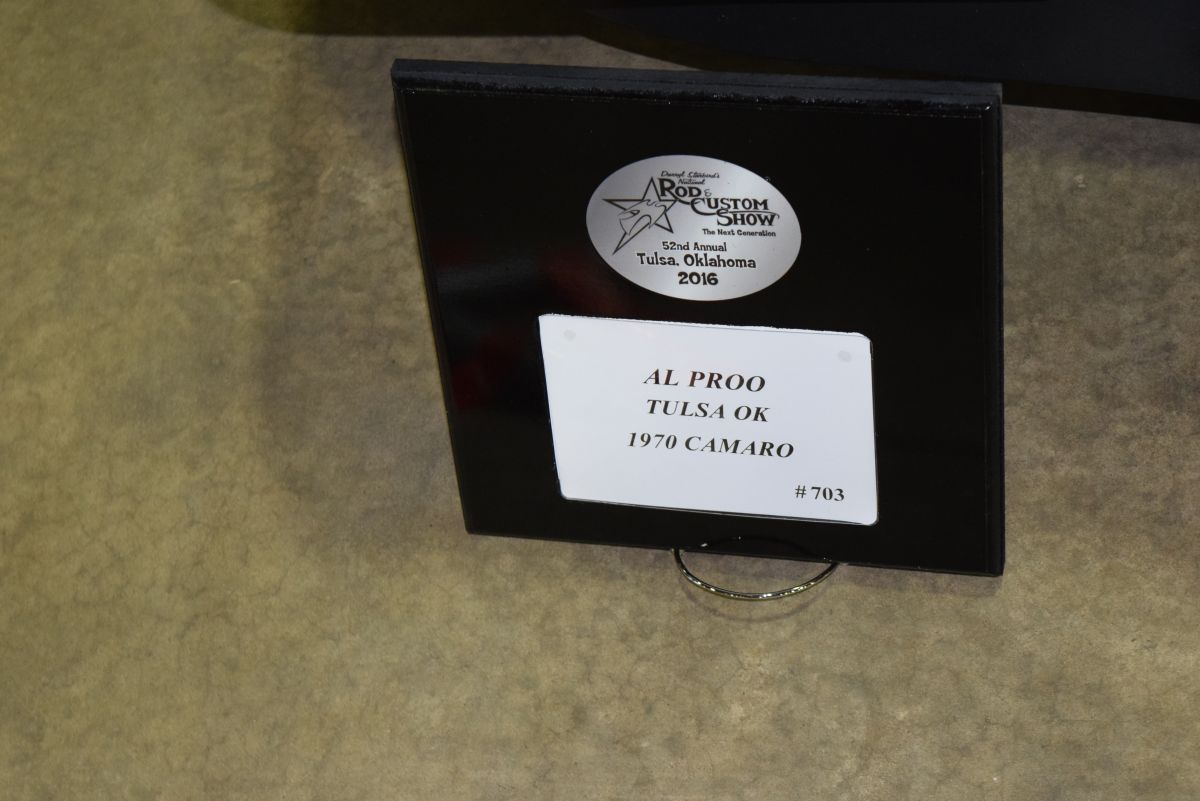 Darryl Starbird's
National
ROD &
CUSTOM
SHOW
The Next Generation
52nd Annual
Tulsa, Oklahoma
2016
AL PROO
TULSA OK
1970 CAMARO
# 703